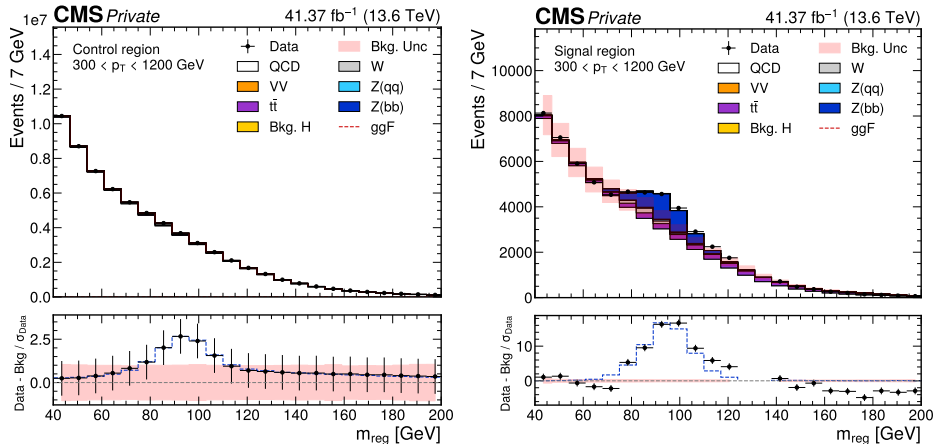 CMS Private 41.37 fb⁻¹ (13.6 TeV)
1e7
Events / 7 GeV
Control region
300 < p_T < 1200 GeV
Data
QCD
VV
tt̄
Bkg. H
Bkg. Unc
W
Z(qq)
Z(bb)
ggF
1.4
1.2
1.0
0.8
0.6
0.4
0.2
0.0
Data - Bkg / σ_Data
2.5
0.0
40 60 80 100 120 140 160 180 200
m_reg [GeV]
CMS Private 41.37 fb⁻¹ (13.6 TeV)
Events / 7 GeV
Signal region
300 < p_T < 1200 GeV
Data
QCD
VV
tt̄
Bkg. H
Bkg. Unc
W
Z(qq)
Z(bb)
ggF
10000
8000
6000
4000
2000
0
Data - Bkg / σ_Data
10
0
40 60 80 100 120 140 160 180 200
m_reg [GeV]